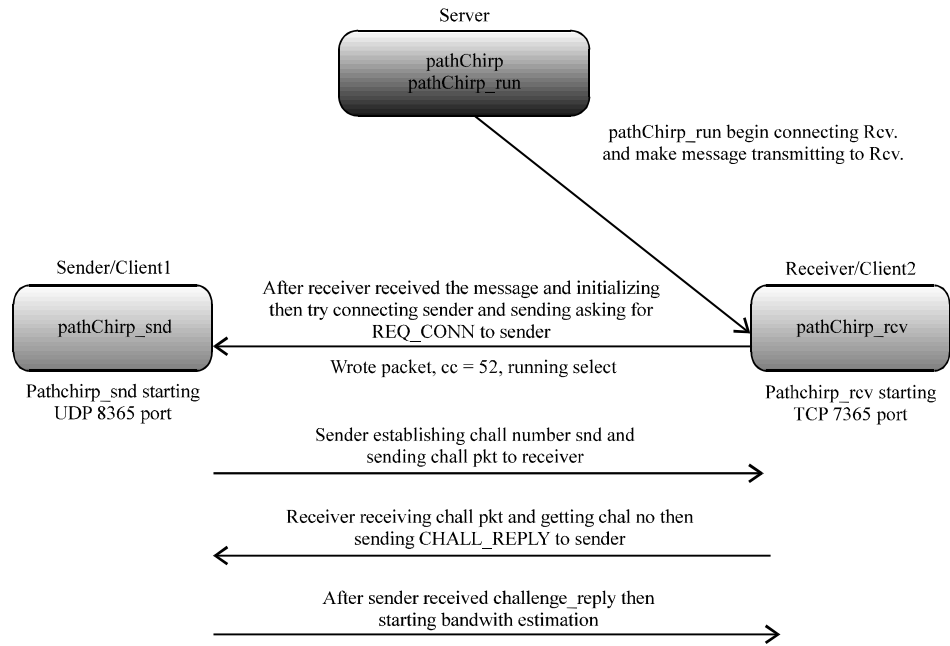 Server
pathChirp
pathChirp_run
pathChirp_run begin connecting Rcv.
and make message transmitting to Rcv.
Sender/Client1
Receiver/Client2
After receiver received the message and initializing
then try connecting sender and sending asking for
REQ_CONN to sender
pathChirp_snd
pathChirp_rcv
Wrote packet, cc = 52, running select
Pathchirp_snd starting
UDP 8365 port
Pathchirp_rcv starting
TCP 7365 port
Sender establishing chall number snd and
sending chall pkt to receiver
Receiver receiving chall pkt and getting chal no then
sending CHALL_REPLY to sender
After sender received challenge_reply then
starting bandwith estimation